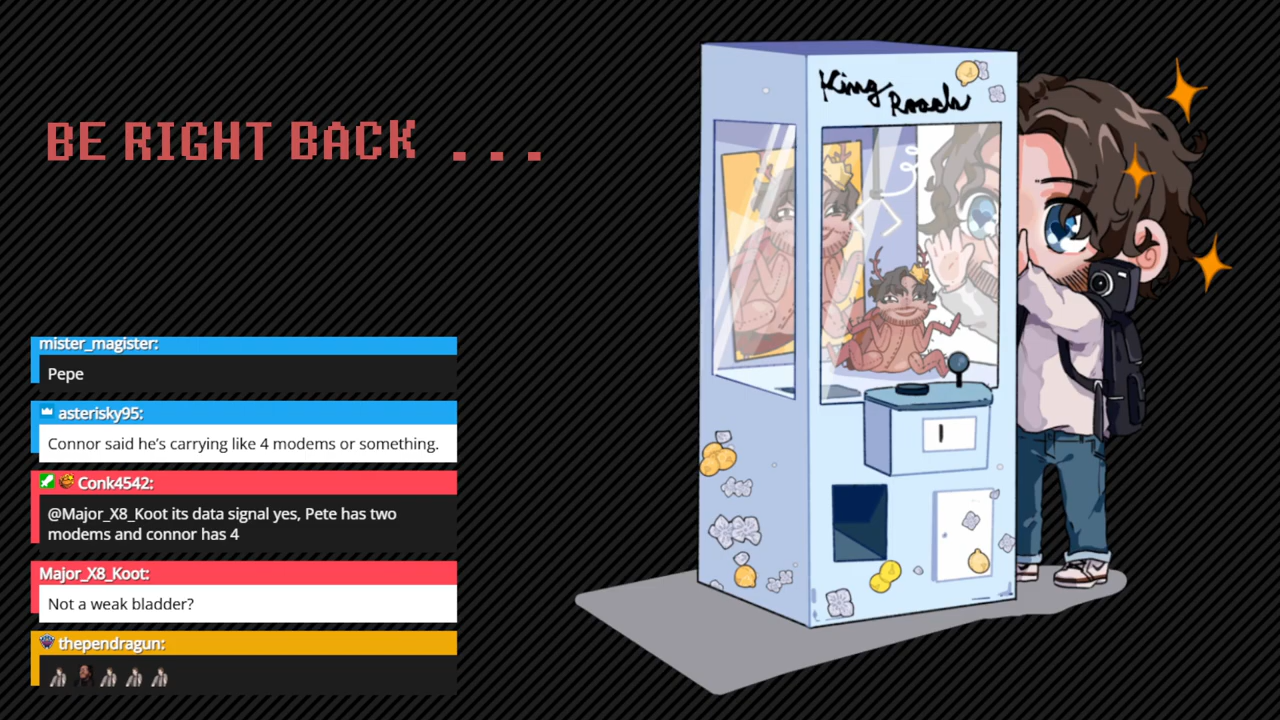 BE RIGHT BACK ...
King
Roach
mister_magister:
Pepe
asterisky95:
Connor said he's carrying like 4 modems or something.
Conk4542:
@Major_X8_Koot its data signal yes, Pete has two
modems and connor has 4
Major_X8_Koot:
Not a weak bladder?
thependragun: